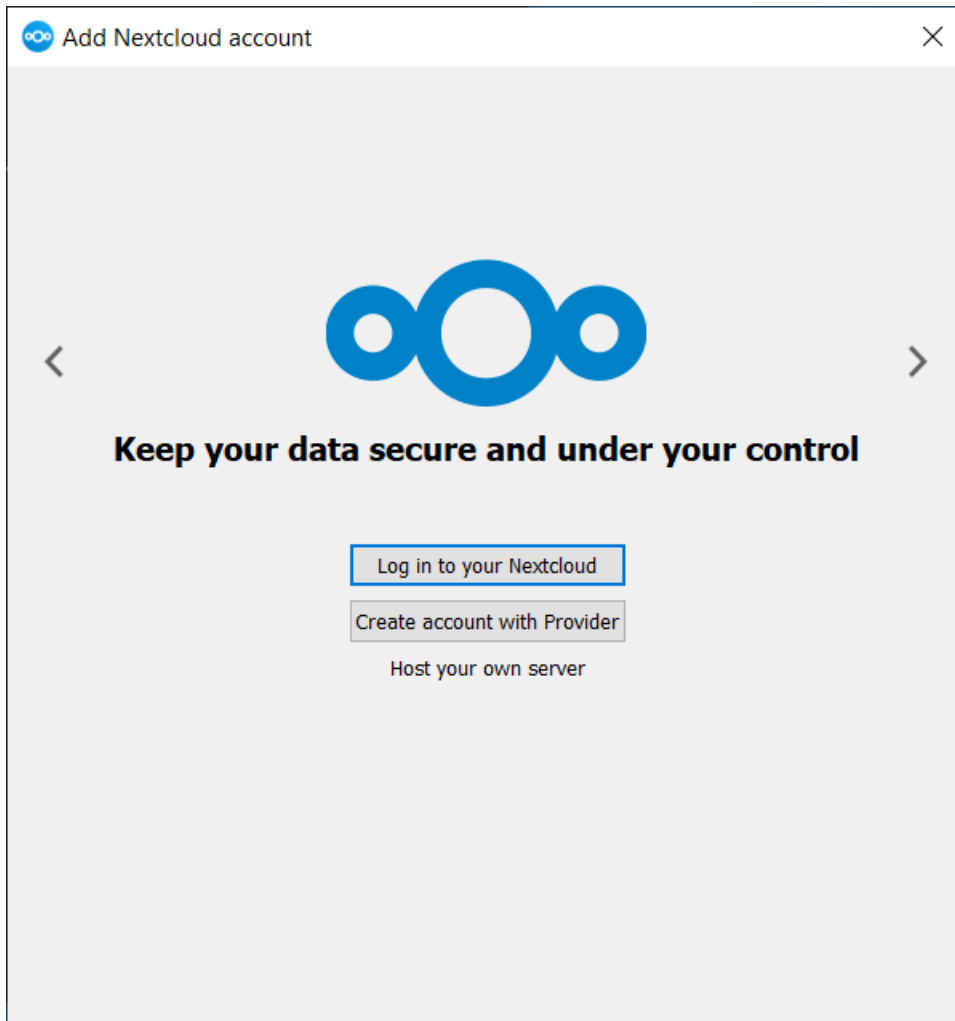 Add Nextcloud account
Keep your data secure and under your control
Log in to your Nextcloud
Create account with Provider
Host your own server